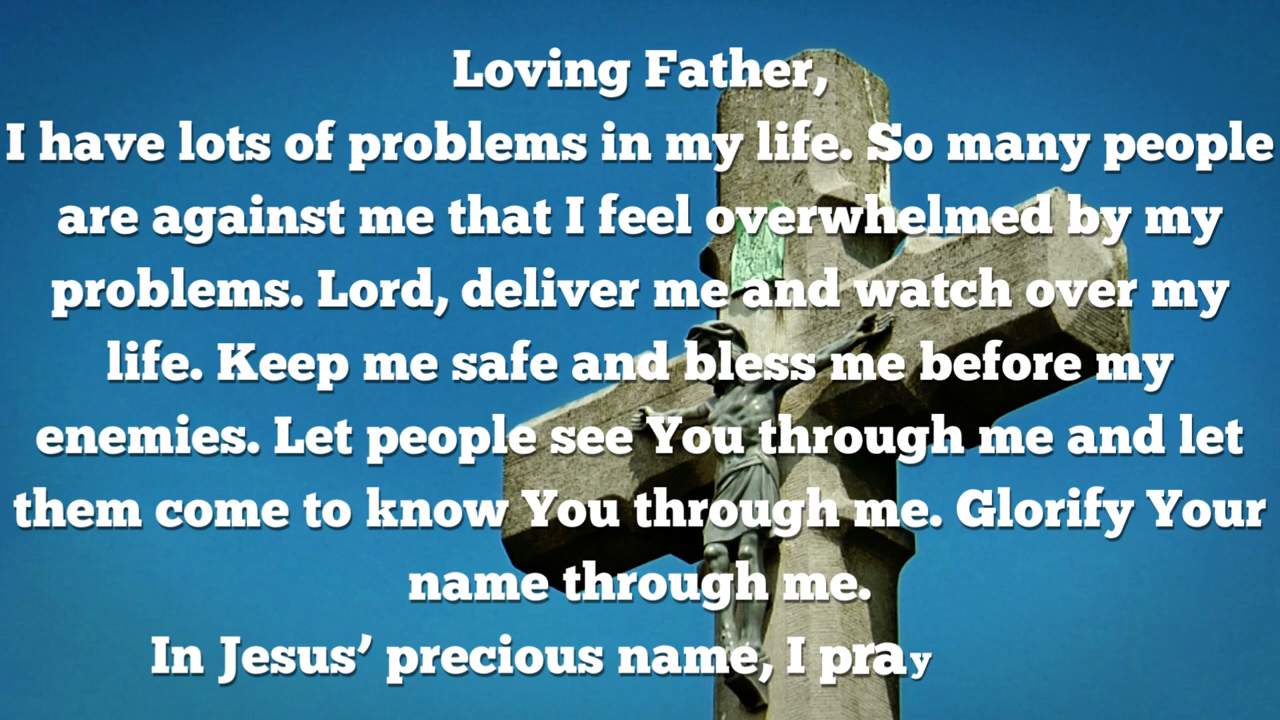 Loving Father,
I have lots of problems in my life. So many people
are against me that I feel overwhelmed by my
problems. Lord, deliver me and watch over my
life. Keep me safe and bless me before my
enemies. Let people see You through me and let
them come to know You through me. Glorify Your
name through me.
In Jesus’ precious name, I pray